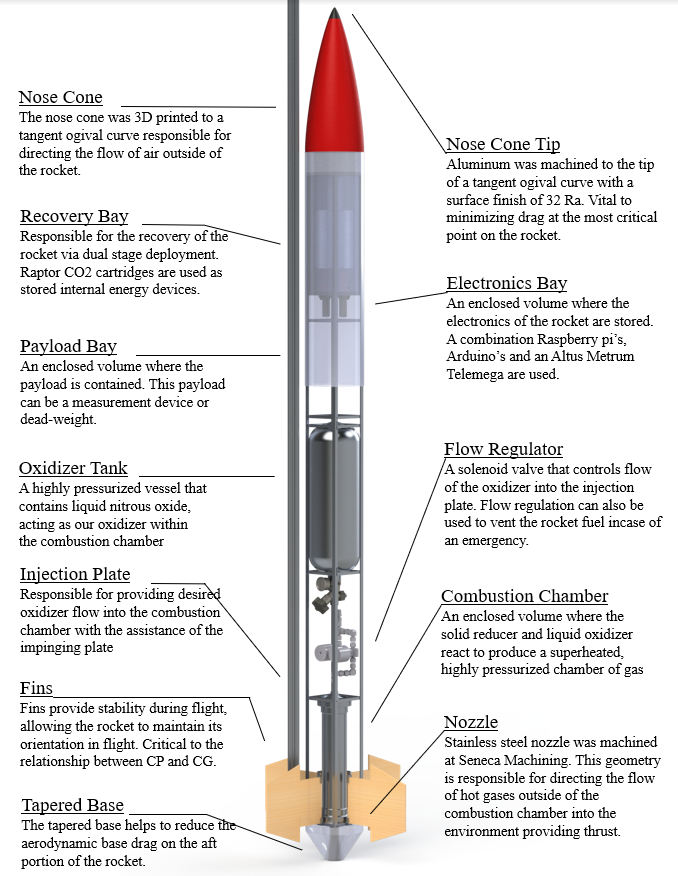 Nose Cone
The nose cone was 3D printed to a
tangent ogival curve responsible for
directing the flow of air outside of
the rocket.
Recovery Bay
Responsible for the recovery of the
rocket via dual stage deployment.
Raptor CO2 cartridges are used as
stored internal energy devices.
Payload Bay
An enclosed volume where the
payload is contained. This payload
can be a measurement device or
dead-weight.
Oxidizer Tank
A highly pressurized vessel that
contains liquid nitrous oxide,
acting as our oxidizer within
the combustion chamber
Injection Plate
Responsible for providing desired
oxidizer flow into the combustion
chamber with the assistance of the
impinging plate
Fins
Fins provide stability during flight,
allowing the rocket to maintain its
orientation in flight. Critical to the
relationship between CP and CG.
Tapered Base
The tapered base helps to reduce the
aerodynamic base drag on the aft
portion of the rocket.
Nose Cone Tip
Aluminum was machined to the tip
of a tangent ogival curve with a
surface finish of 32 Ra. Vital to
minimizing drag at the most critical
point on the rocket.
Electronics Bay
An enclosed volume where the
electronics of the rocket are stored.
A combination Raspberry pi's,
Arduino's and an Altus Metrum
Telemega are used.
Flow Regulator
A solenoid valve that controls flow
of the oxidizer into the injection
plate. Flow regulation can also be
used to vent the rocket fuel incase of
an emergency.
Combustion Chamber
An enclosed volume where the
solid reducer and liquid oxidizer
react to produce a superheated,
highly pressurized chamber of gas
Nozzle
Stainless steel nozzle was machined
at Seneca Machining. This geometry
is responsible for directing the flow
of hot gases outside of the
combustion chamber into the
environment providing thrust.